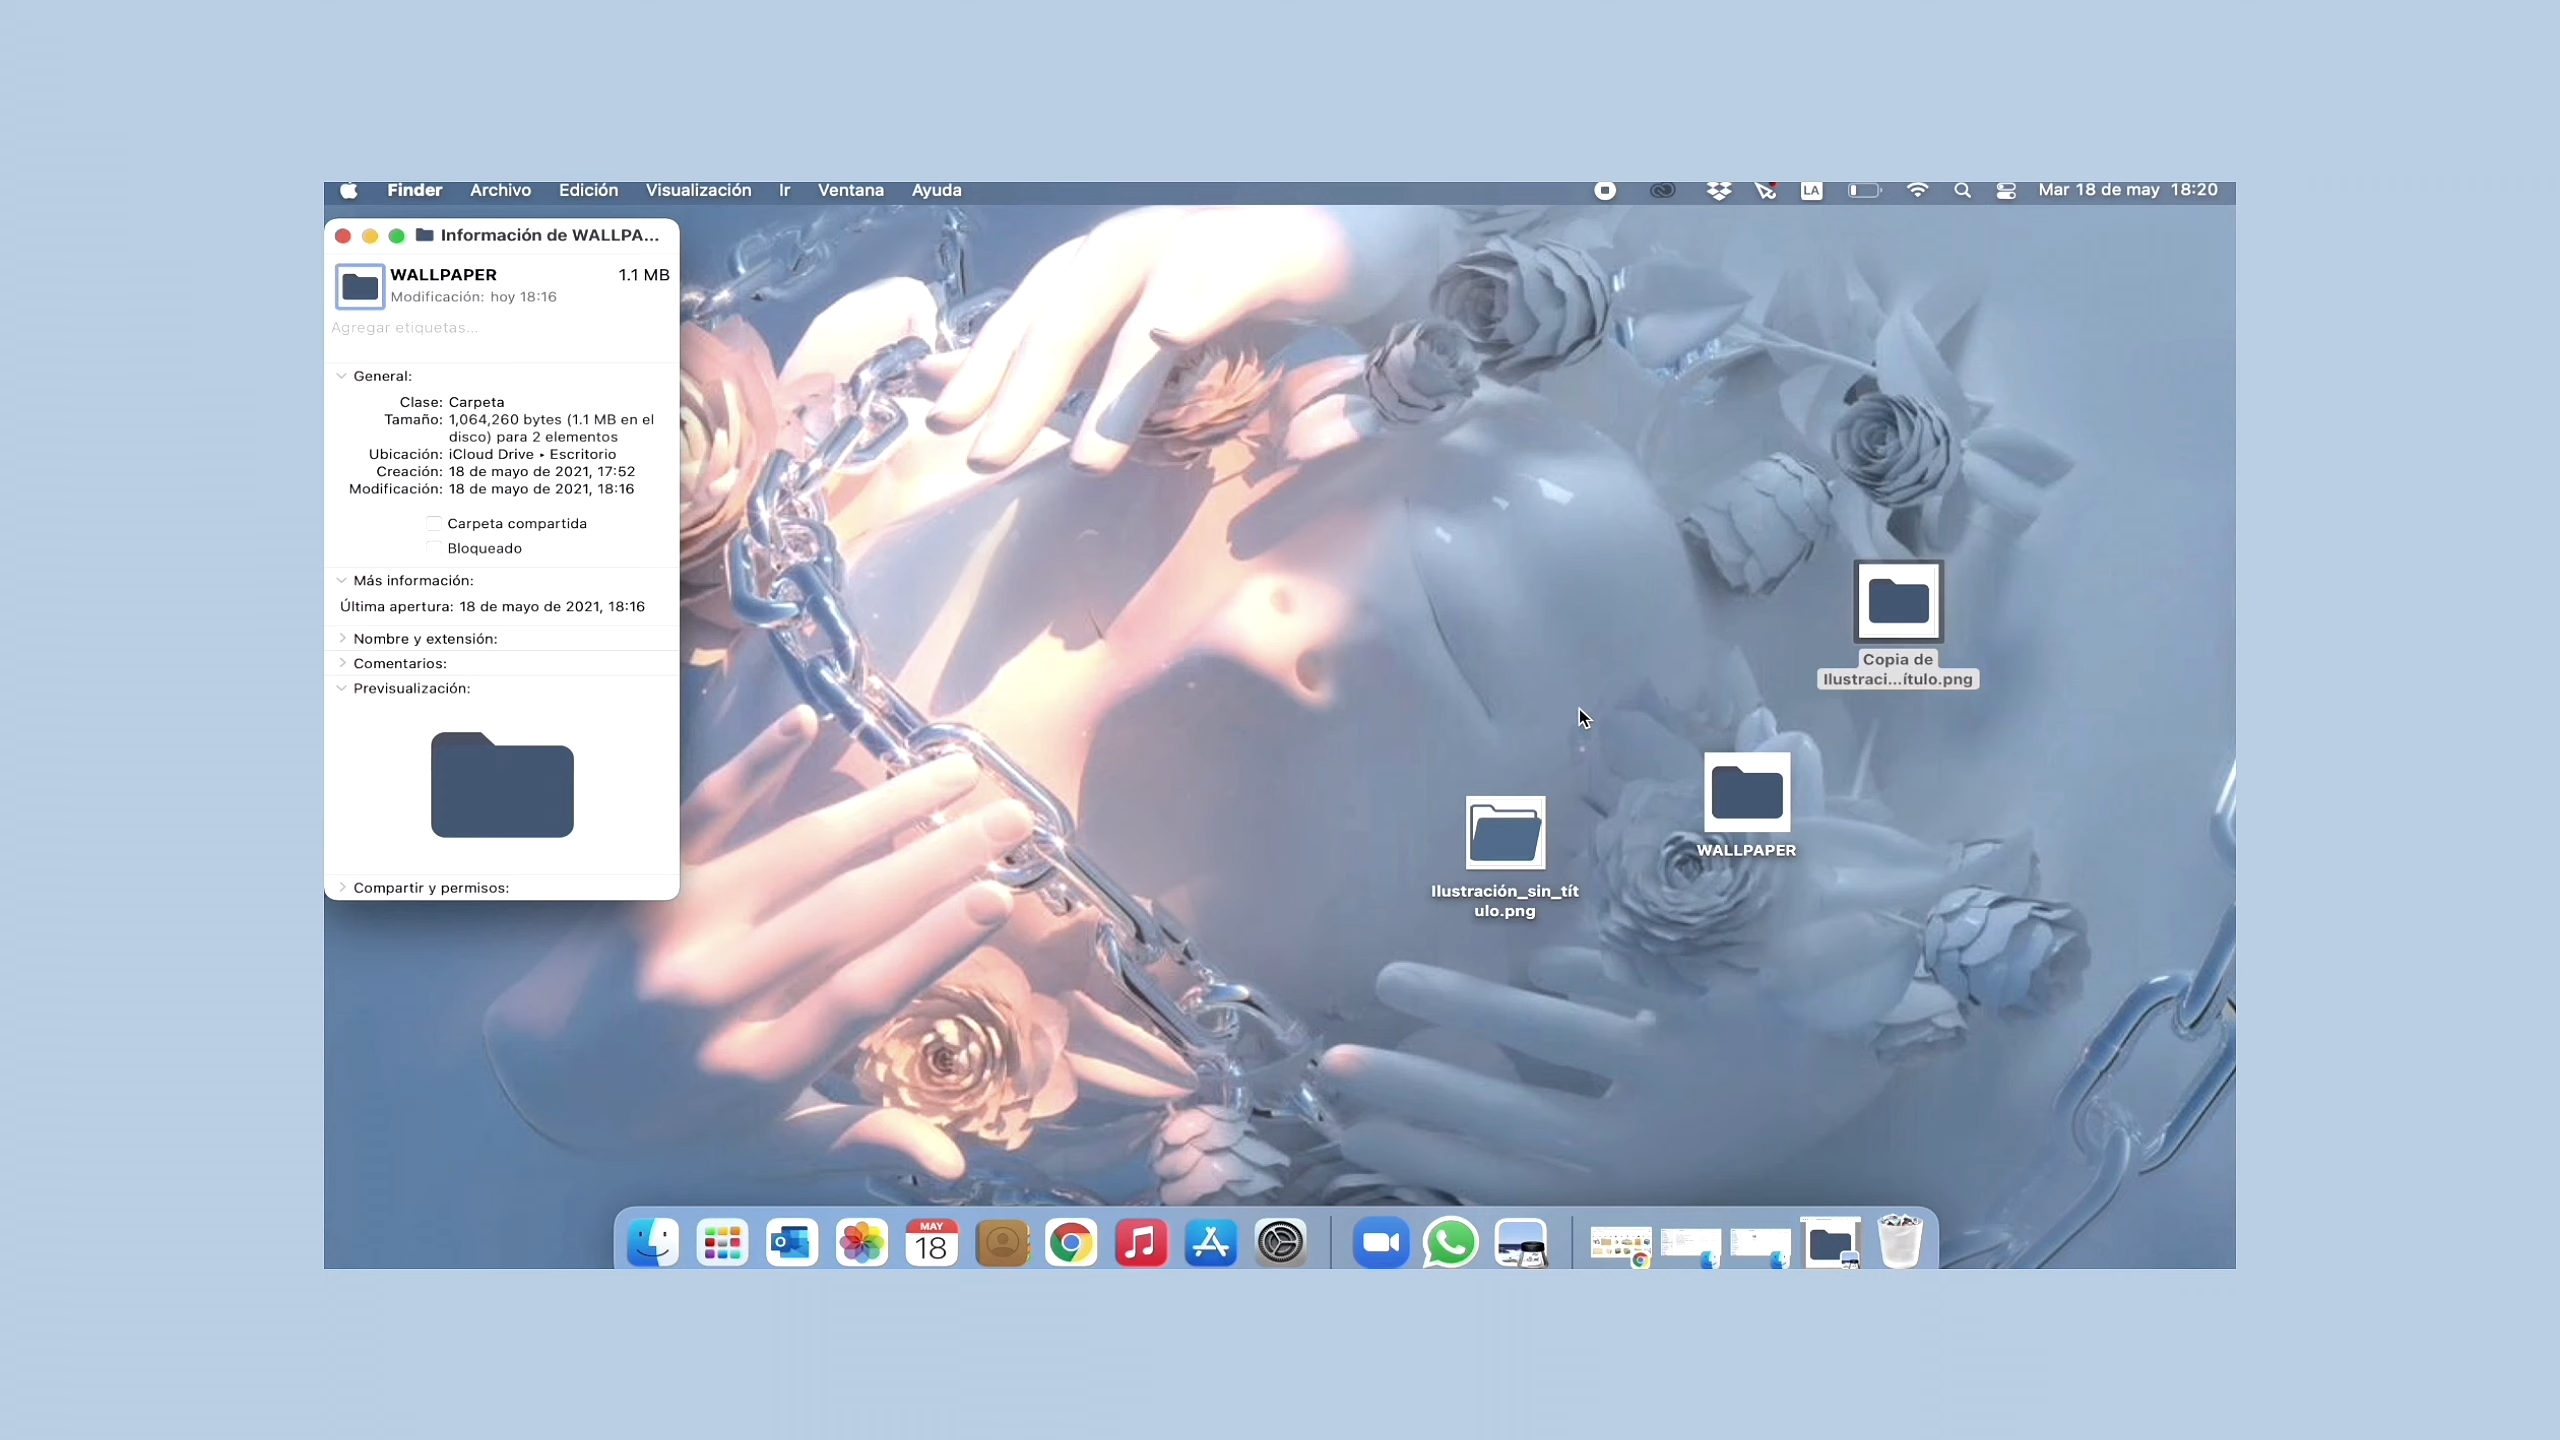 Finder Archivo Edición Visualización Ir Ventana Ayuda
LA Mar 18 de may 18:20
Información de WALLPA...
WALLPAPER 1.1 MB
Modificación: hoy 18:16
Agregar etiquetas...
General:
Clase: Carpeta
Tamaño: 1,064,260 bytes (1.1 MB en el
disco) para 2 elementos
Ubicación: iCloud Drive ▸ Escritorio
Creación: 18 de mayo de 2021, 17:52
Modificación: 18 de mayo de 2021, 18:16
Carpeta compartida
Bloqueado
Más información:
Última apertura: 18 de mayo de 2021, 18:16
Nombre y extensión:
Comentarios:
Previsualización:
Compartir y permisos:
Copia de
Ilustraci...ítulo.png
WALLPAPER
Ilustración_sin_tít
ulo.png
MAY
18